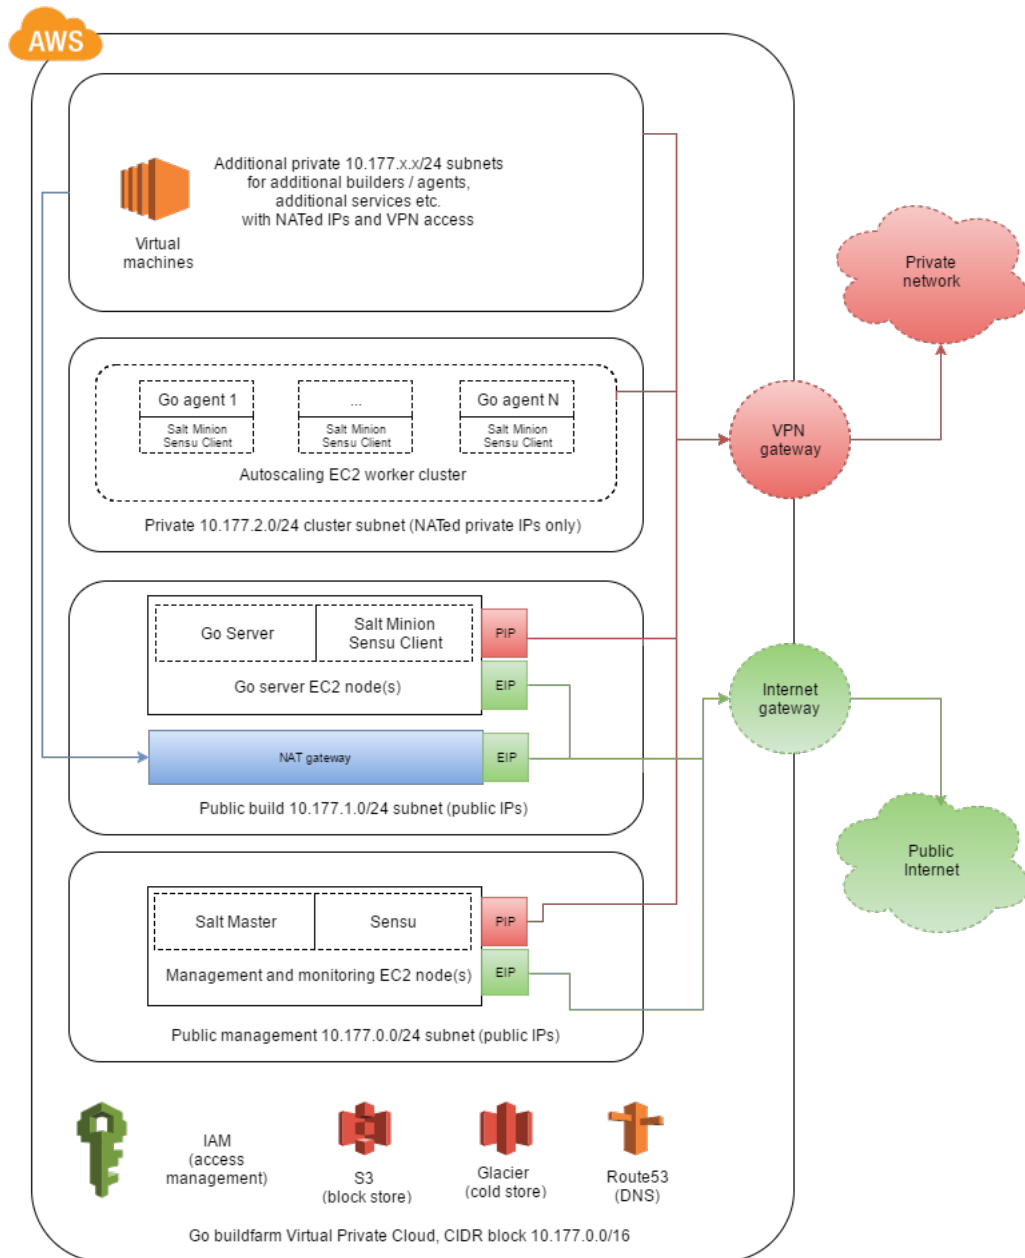 AWS
Additional private 10.177.x.x/24 subnets
for additional builders / agents,
additional services etc.
with NATed IPs and VPN access
Virtual
machines
Private
network
Go agent 1
...
Go agent N
Salt Minion
Sensu Client
Salt Minion
Sensu Client
Salt Minion
Sensu Client
Autoscaling EC2 worker cluster
Private 10.177.2.0/24 cluster subnet (NATed private IPs only)
VPN
gateway
Go Server
Salt Minion
Sensu Client
PIP
Go server EC2 node(s)
EIP
Internet
gateway
NAT gateway
EIP
Public build 10.177.1.0/24 subnet (public IPs)
Public
Internet
Salt Master
Sensu
PIP
Management and monitoring EC2 node(s)
EIP
Public management 10.177.0.0/24 subnet (public IPs)
IAM
(access
management)
S3
(block store)
Glacier
(cold store)
Route53
(DNS)
Go buildfarm Virtual Private Cloud, CIDR block 10.177.0.0/16